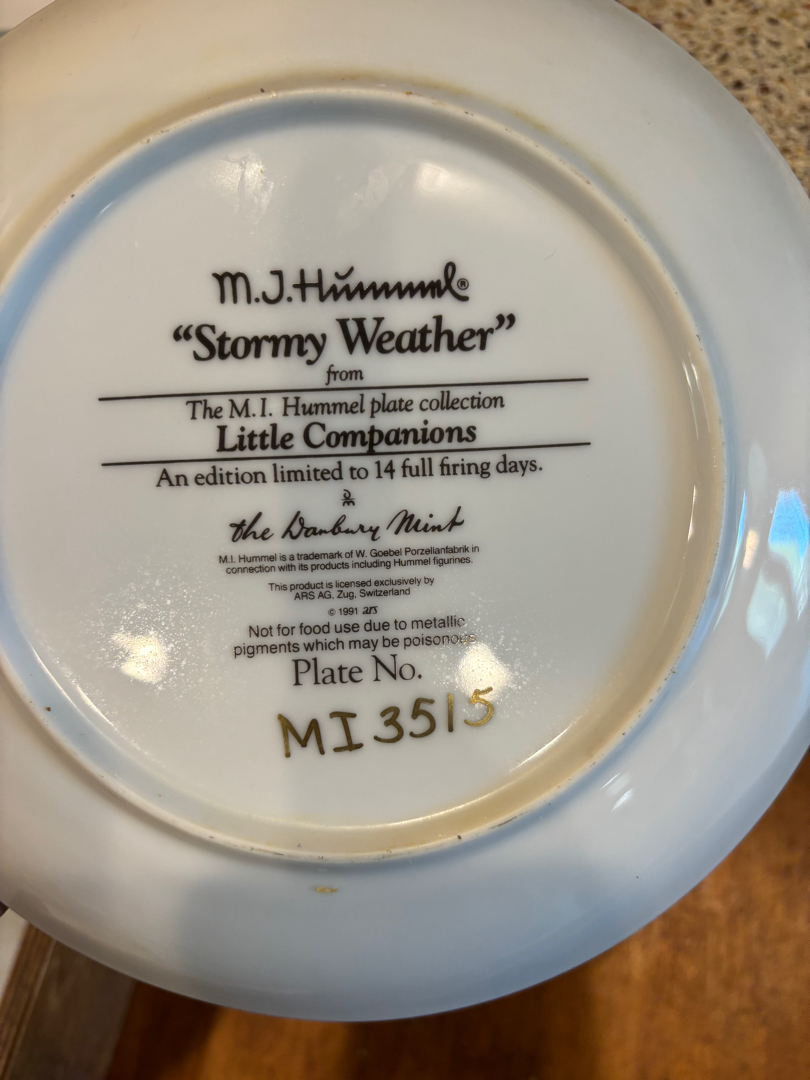 M.J.Hummel®
“Stormy Weather”
from
The M.I. Hummel plate collection
Little Companions
An edition limited to 14 full firing days.
the Danbury Mint
M.I. Hummel is a trademark of W. Goebel Porzellanfabrik in
connection with its products including Hummel figurines.
This product is licensed exclusively by
ARS AG, Zug, Switzerland
© 1991 ars
Not for food use due to metallic
pigments which may be poisonous
Plate No.
MI 3515